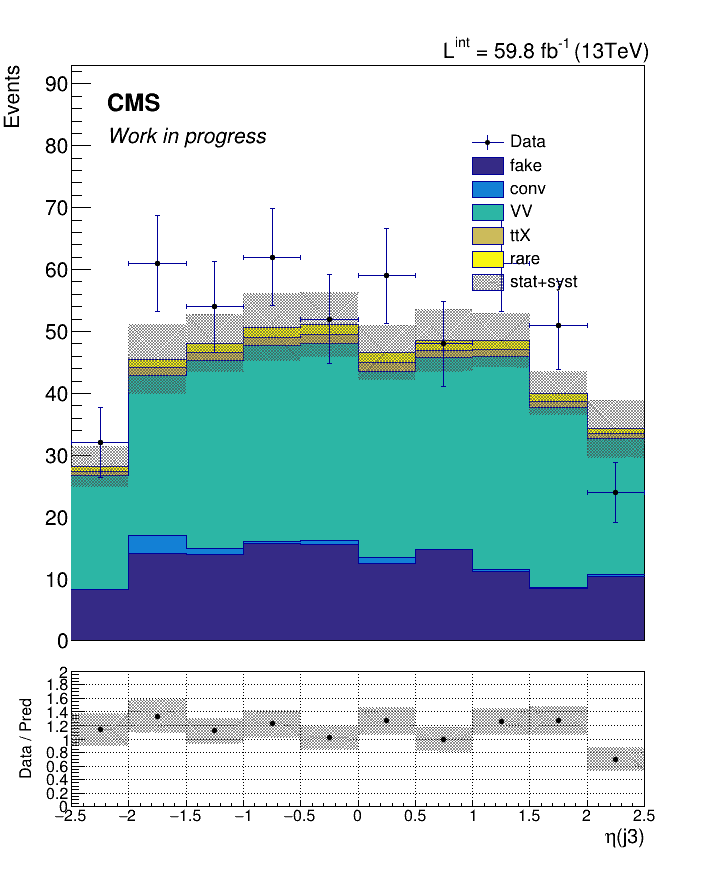 L^int = 59.8 fb^-1 (13TeV)
Events
CMS
Work in progress
Data
fake
conv
VV
ttX
rare
stat+syst
90
80
70
60
50
40
30
20
10
0
Data / Pred
2
1.8
1.6
1.4
1.2
1
0.8
0.6
0.4
0.2
0
−2.5 −2 −1.5 −1 −0.5 0 0.5 1 1.5 2 2.5
η(j3)